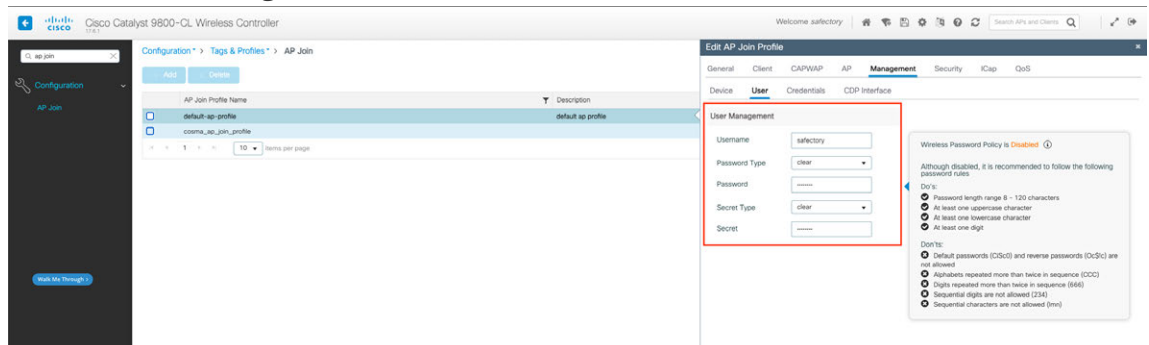 cisco
Cisco Catalyst 9800-CL Wireless Controller
17.9.1
Welcome safectory
Search APs and Clients
ap join
Configuration
AP Join
Walk Me Through >
Configuration > Tags & Profiles > AP Join
Add
Delete
AP Join Profile Name
Description
default-ap-profile
default ap profile
cosma_ap_join_profile
1
10
items per page
Edit AP Join Profile
General Client CAPWAP AP Management Security ICap QoS
Device User Credentials CDP Interface
User Management
Username
safectory
Password Type
clear
Password
Secret Type
clear
Secret
Wireless Password Policy is Disabled
Although disabled, it is recommended to follow the following
password rules
Do's:
Password length range 8 - 120 characters
At least one uppercase character
At least one lowercase character
At least one digit
Don'ts:
Default passwords (CISc0) and reverse passwords (Oc$!c) are
not allowed
Alphabets repeated more than twice in sequence (CCC)
Digits repeated more than twice in sequence (666)
Sequential digits are not allowed (234)
Sequential characters are not allowed (lmn)